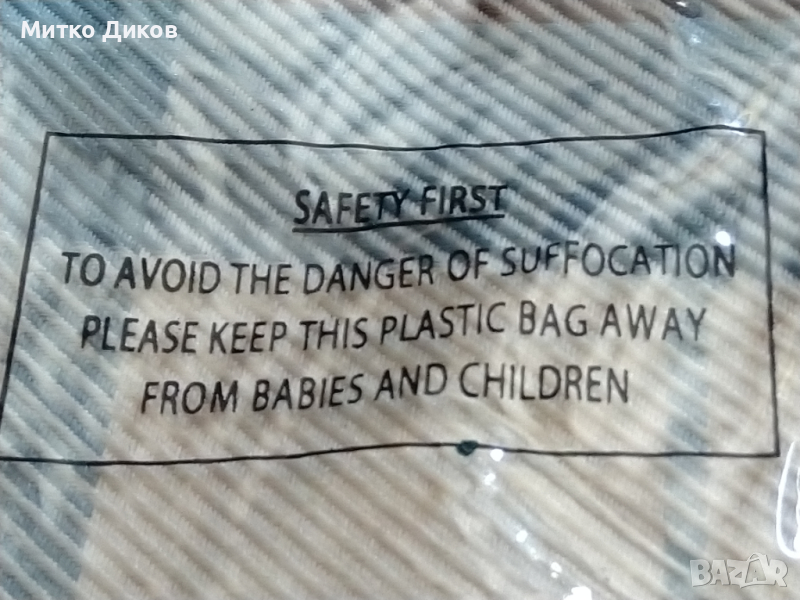 Митко Диков
SAFETY FIRST
TO AVOID THE DANGER OF SUFFOCATION
PLEASE KEEP THIS PLASTIC BAG AWAY
FROM BABIES AND CHILDREN
BAZAR